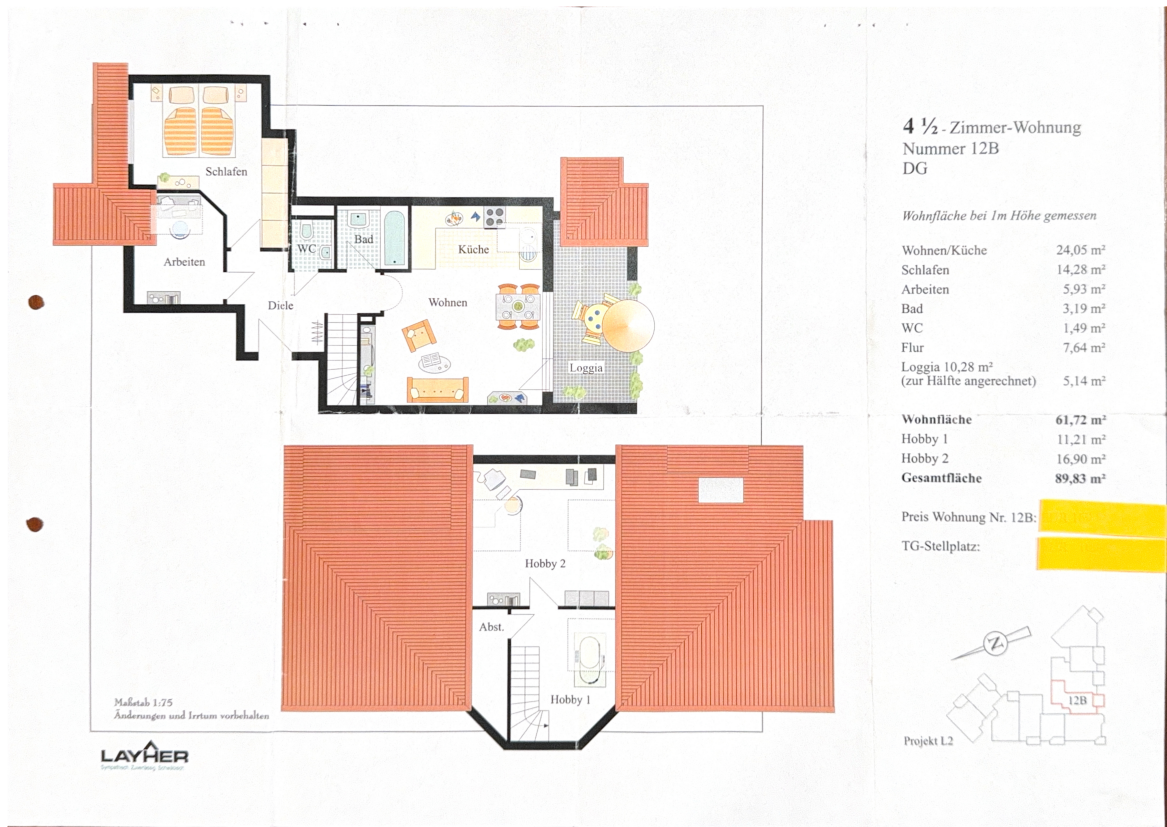 4 ½ - Zimmer-Wohnung
Nummer 12B
DG
Wohnfläche bei 1m Höhe gemessen
Wohnen/Küche 24,05 m²
Schlafen 14,28 m²
Arbeiten 5,93 m²
Bad 3,19 m²
WC 1,49 m²
Flur 7,64 m²
Loggia 10,28 m²
(zur Hälfte angerechnet) 5,14 m²
Wohnfläche 61,72 m²
Hobby 1 11,21 m²
Hobby 2 16,90 m²
Gesamtfläche 89,83 m²
Preis Wohnung Nr. 12B:
TG-Stellplatz:
Schlafen
Arbeiten
WC
Bad
Küche
Diele
Wohnen
Loggia
Hobby 2
Abst.
Hobby 1
N
12B
Projekt L2
Maßstab 1:75
Änderungen und Irrtum vorbehalten
LAYHER